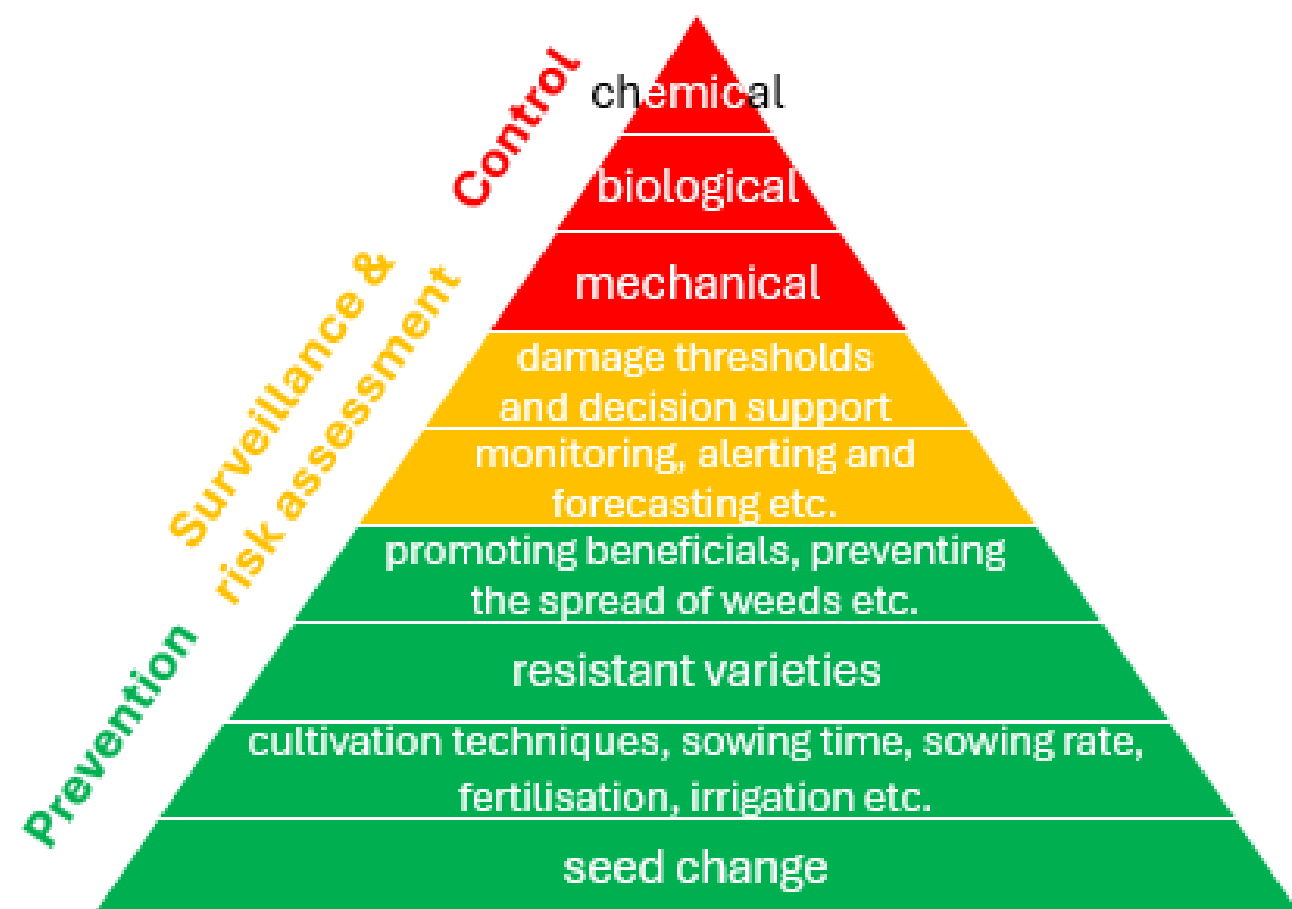 Control
chemical
biological
mechanical
Surveillance &
risk assessment
damage thresholds
and decision support
monitoring, alerting and
forecasting etc.
Prevention
promoting beneficials, preventing
the spread of weeds etc.
resistant varieties
cultivation techniques, sowing time, sowing rate,
fertilisation, irrigation etc.
seed change